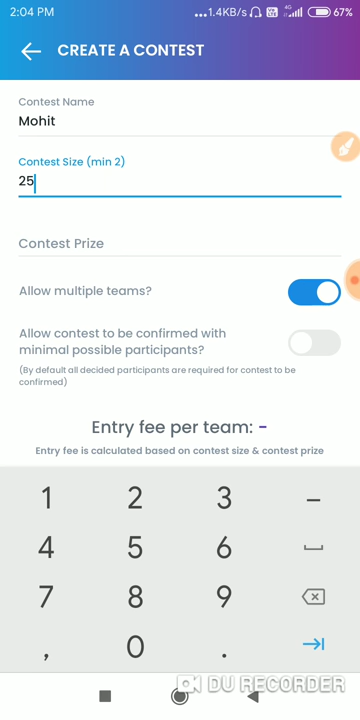 2:04 PM
...1.4KB/s 4G 67%
CREATE A CONTEST
Contest Name
Mohit
Contest Size (min 2)
25
Contest Prize
Allow multiple teams?
Allow contest to be confirmed with
minimal possible participants?
(By default all decided participants are required for contest to be
confirmed)
Entry fee per team: -
Entry fee is calculated based on contest size & contest prize
1 2 3 –
4 5 6
7 8 9
, 0 .
DU RECORDER